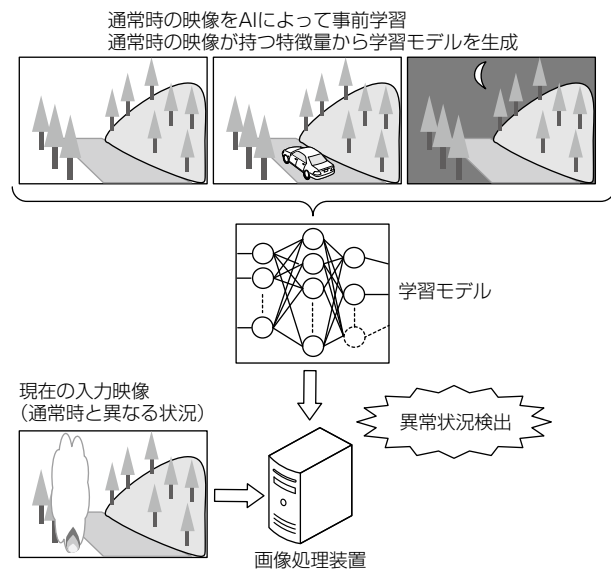 通常時の映像をAIによって事前学習
通常時の映像が持つ特徴量から学習モデルを生成
学習モデル
現在の入力映像
（通常時と異なる状況）
異常状況検出
画像処理装置